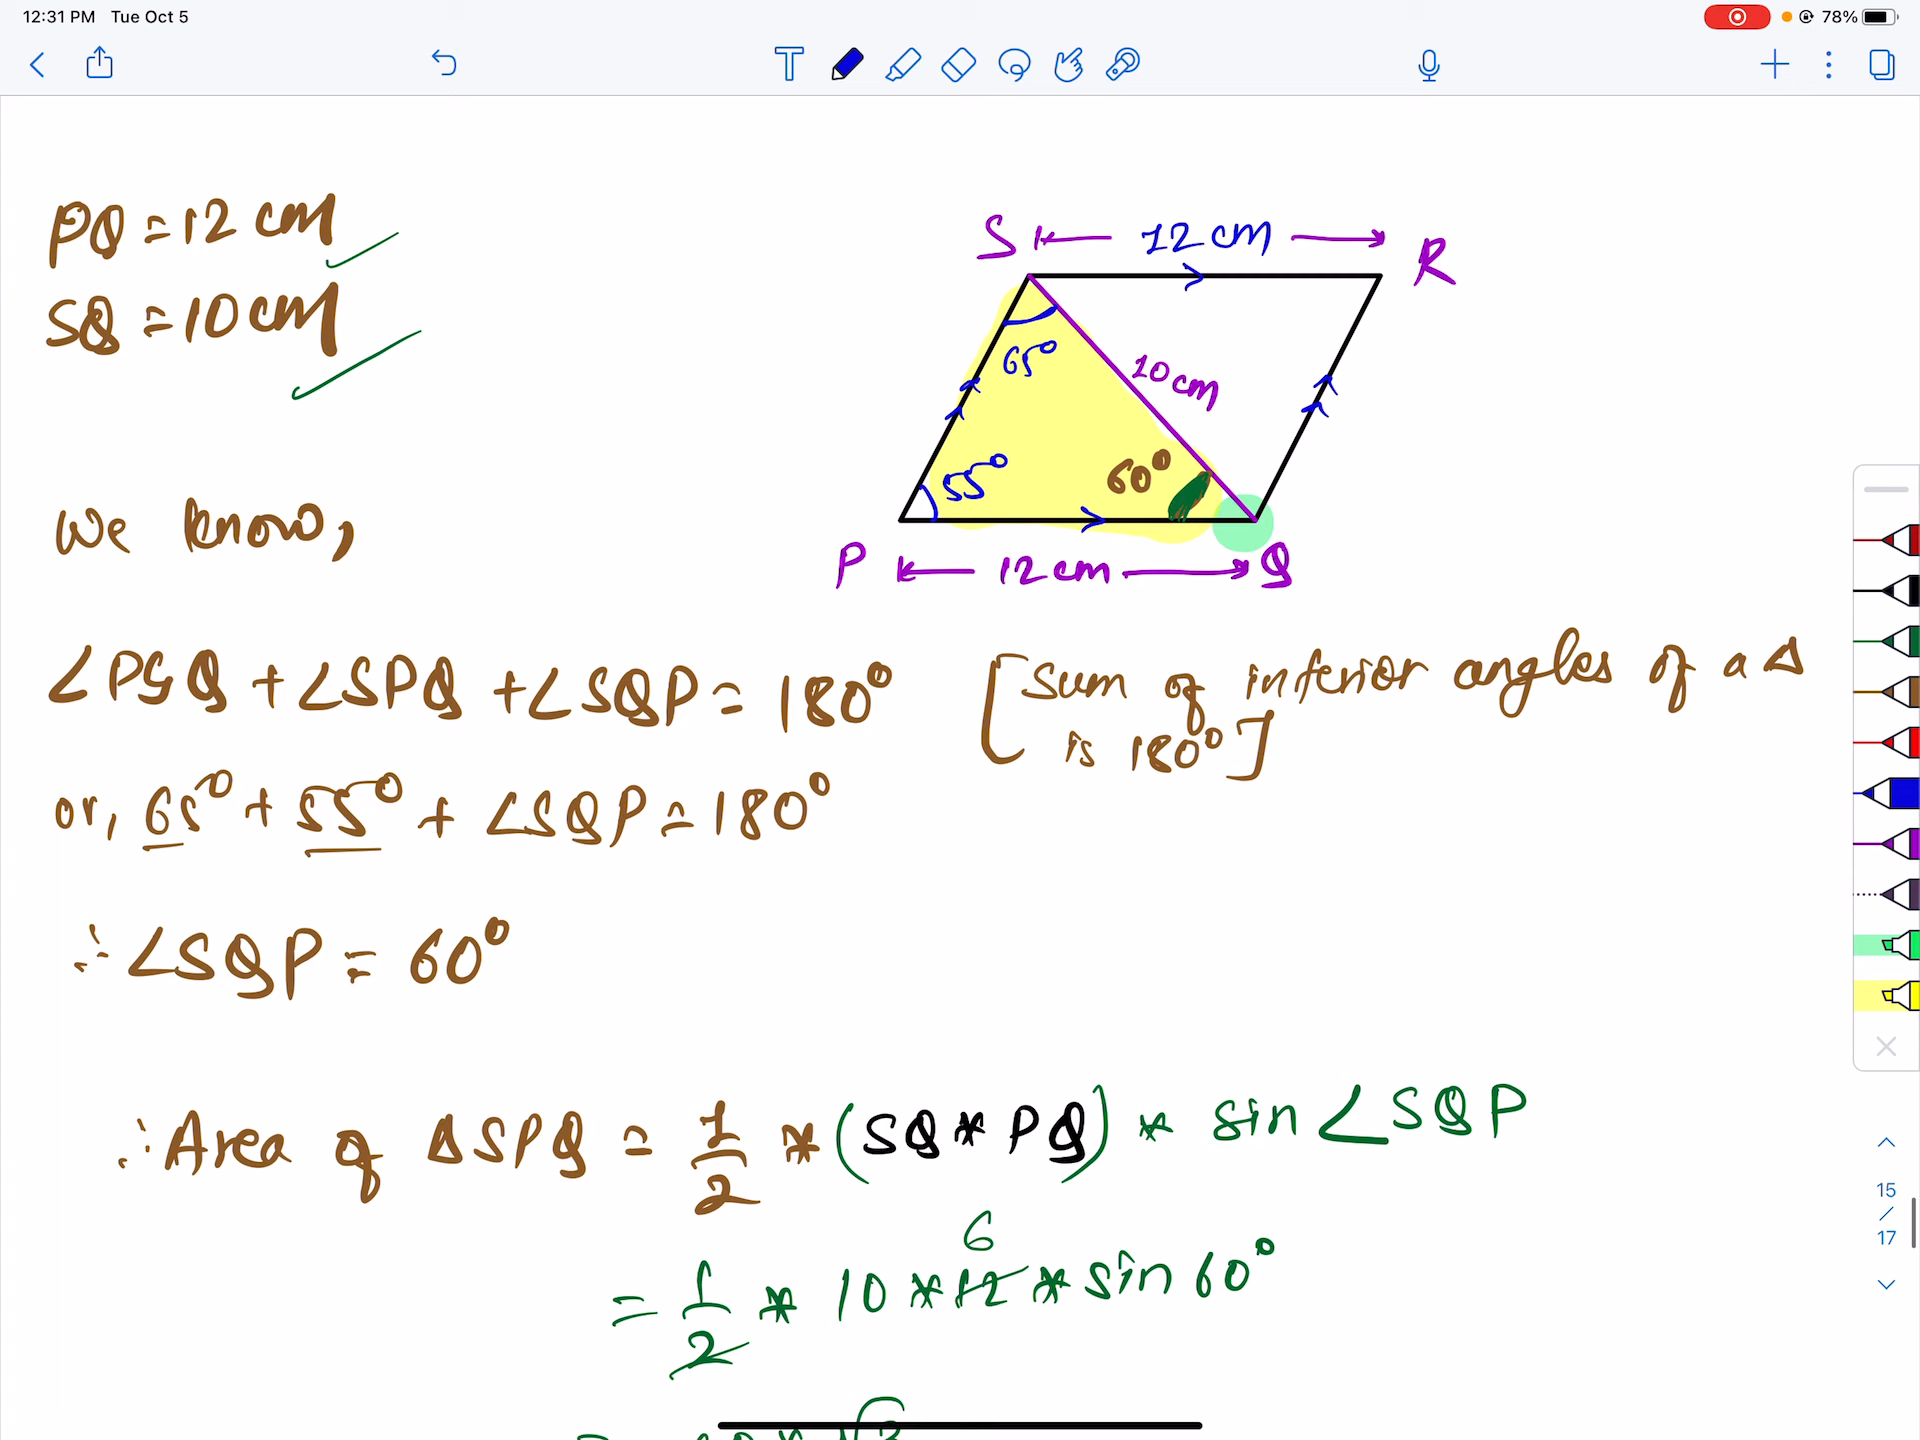 12:31 PM Tue Oct 5
78%
PQ = 12 cm
SQ = 10 cm
S 12 cm R
65°
10 cm
55°
60°
P 12 cm Q
We know,
∠PSQ + ∠SPQ + ∠SQP = 180° [Sum of interior angles of a Δ
is 180°]
or, 65° + 55° + ∠SQP = 180°
∴ ∠SQP = 60°
∴ Area of ΔSPQ = 1/2 * (SQ * PQ) * sin ∠SQP
6
= 1/2 * 10 * 12 * sin 60°
15
/
17